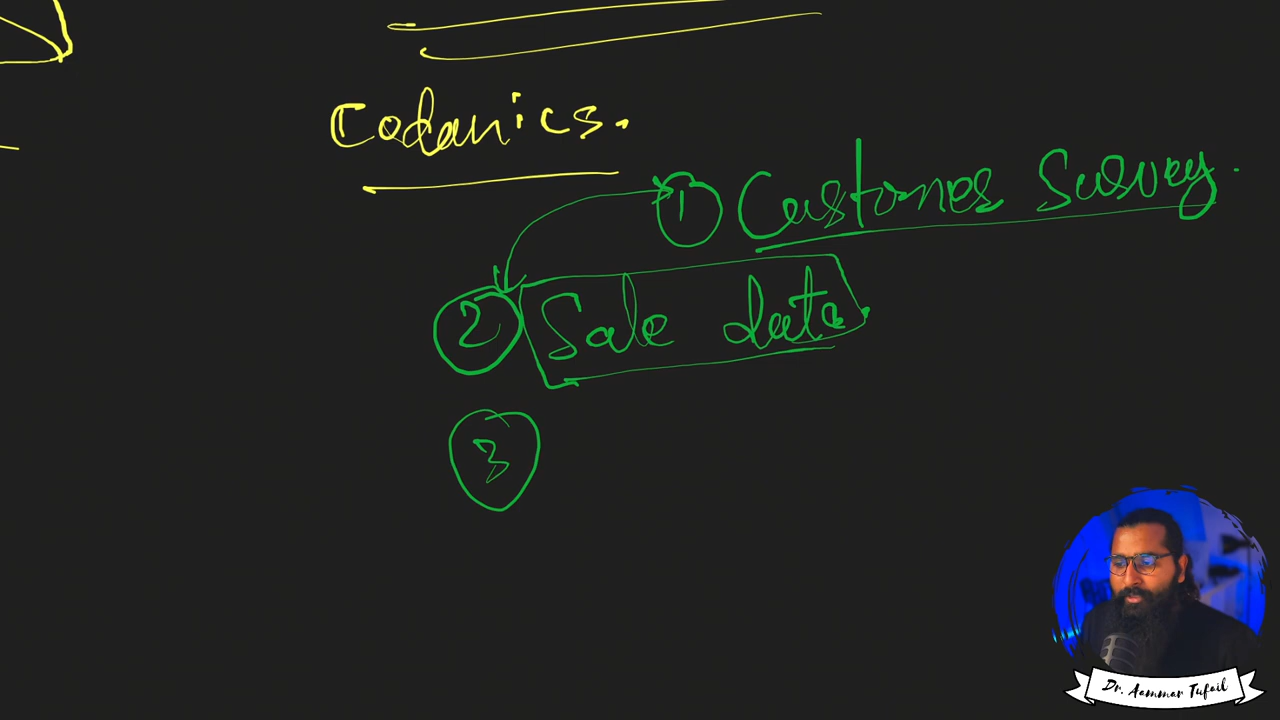 Codanics.
① Customer Survey.
② Sale data.
③
Dr. Aammar Tufail